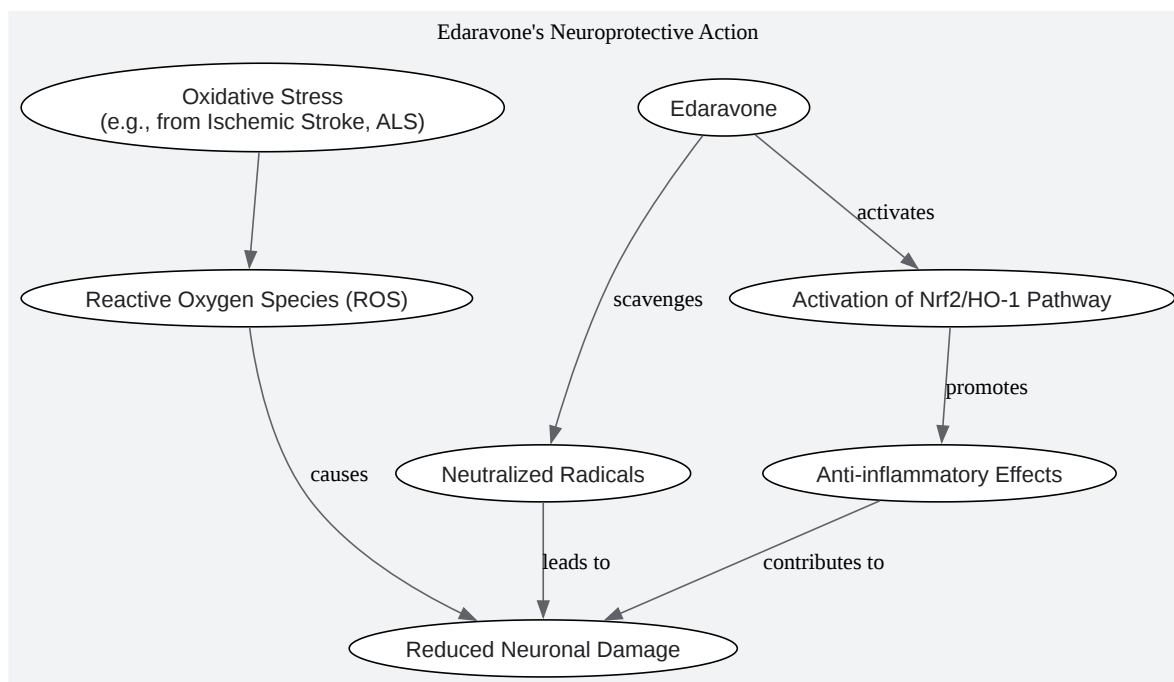 Edaravone's Neuroprotective Action
Oxidative Stress
(e.g., from Ischemic Stroke, ALS)
Edaravone
activates
Reactive Oxygen Species (ROS)
scavenges
Activation of Nrf2/HO-1 Pathway
promotes
causes
Neutralized Radicals
Anti-inflammatory Effects
leads to
contributes to
Reduced Neuronal Damage